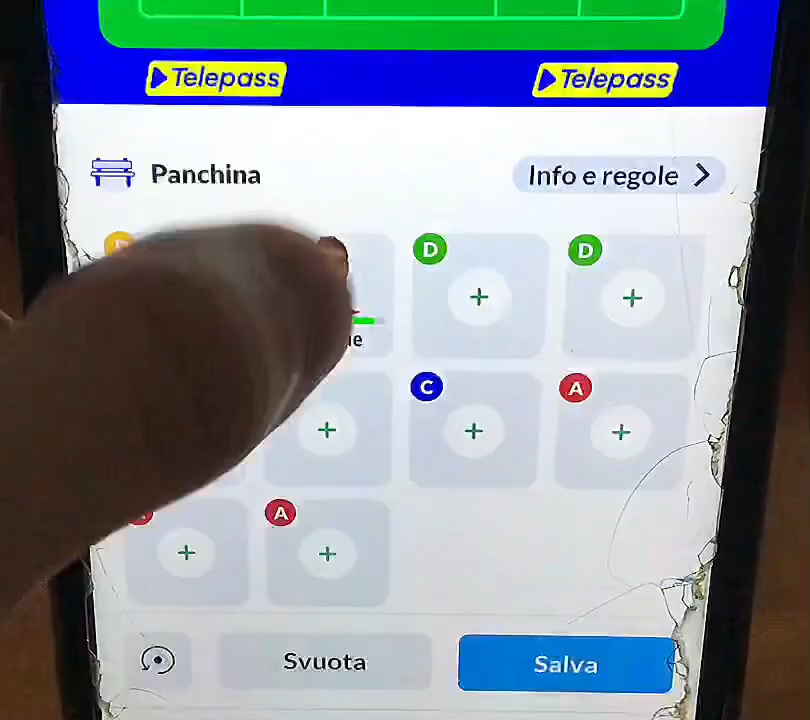 Telepass Telepass
Panchina Info e regole
D D
C A
A
Svuota Salva